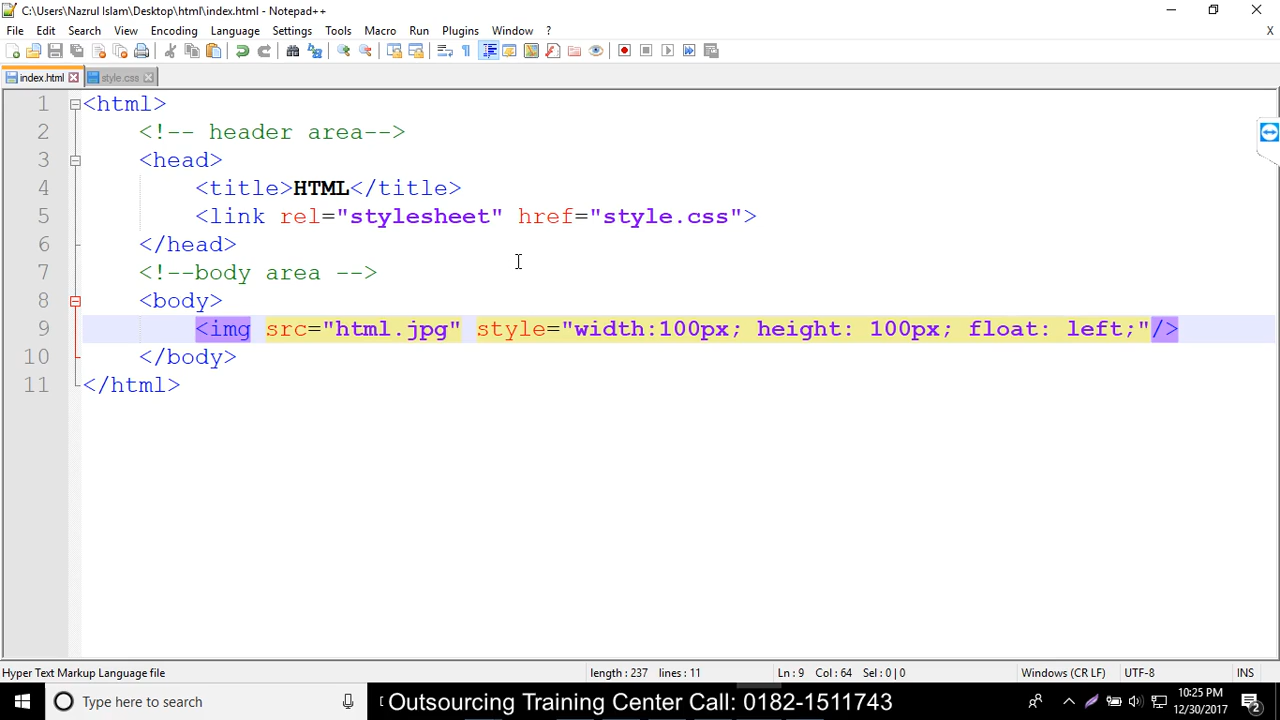 C:\Users\Nazrul Islam\Desktop\html\index.html - Notepad++
File Edit Search View Encoding Language Settings Tools Macro Run Plugins Window ? X
index.html style.css
1 <html>
2 <!-- header area-->
3 <head>
4 <title>HTML</title>
5 <link rel="stylesheet" href="style.css">
6 </head>
7 <!--body area -->
8 <body>
9 <img src="html.jpg" style="width:100px; height: 100px; float: left;"/>
10 </body>
11 </html>
Hyper Text Markup Language file length : 237 lines : 11 Ln : 9 Col : 64 Sel : 0 | 0 Windows (CR LF) UTF-8 INS
Type here to search [ Outsourcing Training Center Call: 0182-1511743 10:25 PM
12/30/2017 2